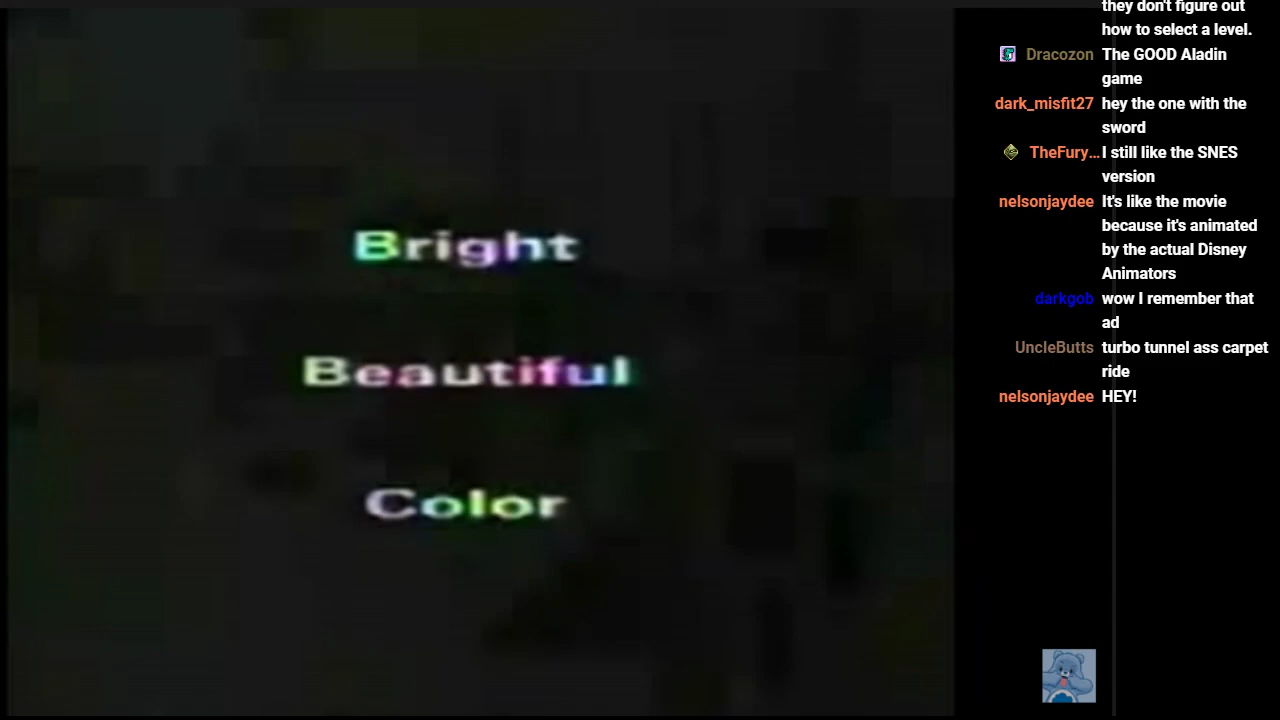 Bright
Beautiful
Color
they don't figure out
how to select a level.
Dracozon The GOOD Aladin
game
dark_misfit27 hey the one with the
sword
TheFury… I still like the SNES
version
nelsonjaydee It's like the movie
because it's animated
by the actual Disney
Animators
darkgob wow I remember that
ad
UncleButts turbo tunnel ass carpet
ride
nelsonjaydee HEY!